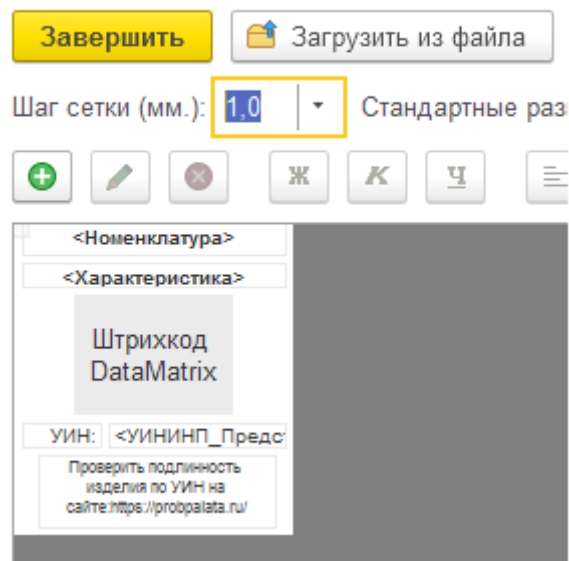 Завершить
Загрузить из файла
Шаг сетки (мм.): 1,0
Стандартные
Ж К Ч
<Номенклатура>
<Характеристика>
Штрихкод
DataMatrix
УИН: <УИНИНП_Предс
Проверить подлинность
изделия по УИН на
сайте:https://probpalata.ru/